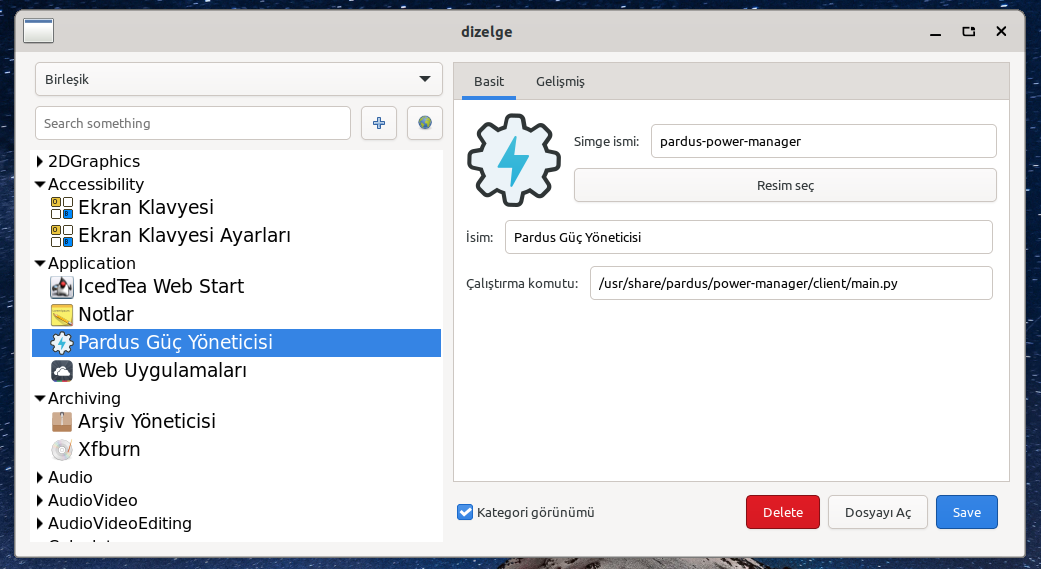 dizelge
Birleşik
Search something
2DGraphics
Accessibility
Ekran Klavyesi
Ekran Klavyesi Ayarları
Application
IcedTea Web Start
Notlar
Pardus Güç Yöneticisi
Web Uygulamaları
Archiving
Arşiv Yöneticisi
Xfburn
Audio
AudioVideo
AudioVideoEditing
Basit Gelişmiş
Simge ismi: pardus-power-manager
Resim seç
İsim: Pardus Güç Yöneticisi
Çalıştırma komutu: /usr/share/pardus/power-manager/client/main.py
Kategori görünümü
Delete Dosyayı Aç Save